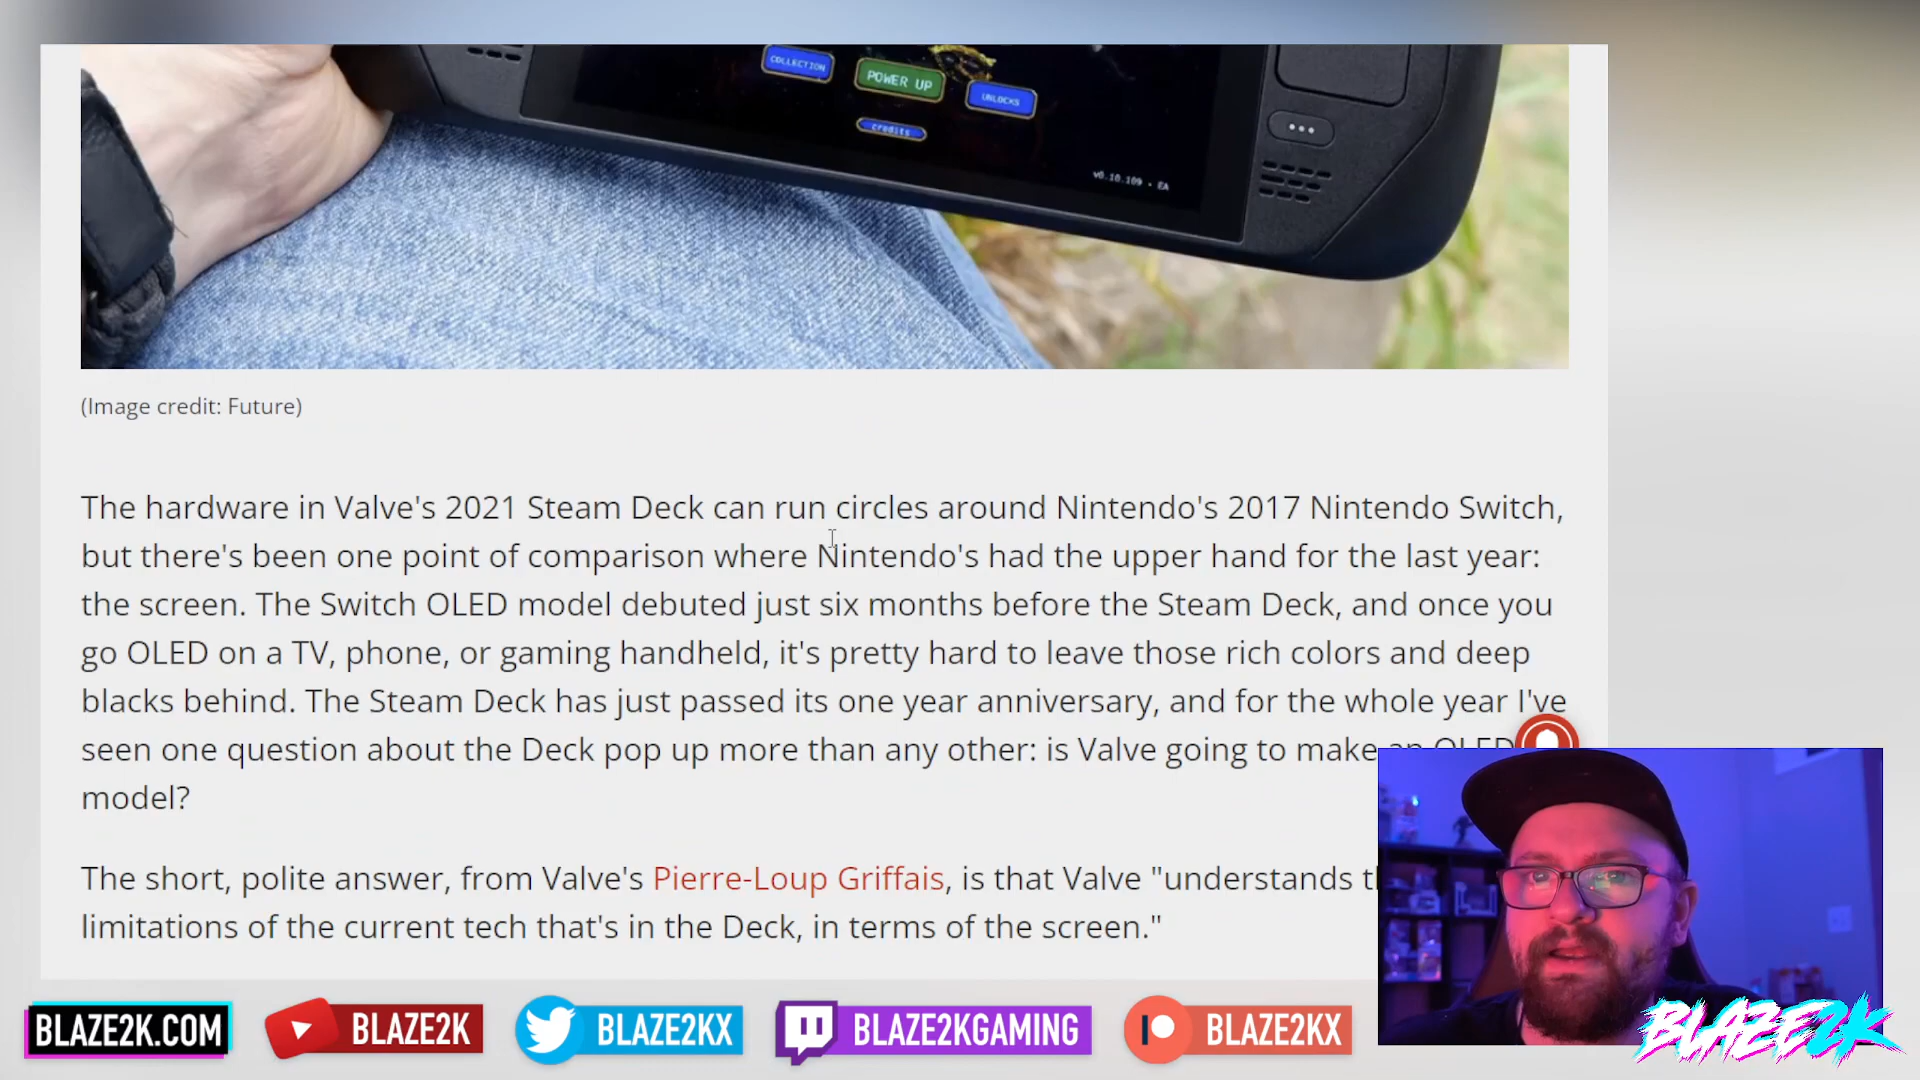 COLLECTION
POWER UP
UNLOCKS
credits
v0.10.109 • EA
(Image credit: Future)
The hardware in Valve's 2021 Steam Deck can run circles around Nintendo's 2017 Nintendo Switch,
but there's been one point of comparison where Nintendo's had the upper hand for the last year:
the screen. The Switch OLED model debuted just six months before the Steam Deck, and once you
go OLED on a TV, phone, or gaming handheld, it's pretty hard to leave those rich colors and deep
blacks behind. The Steam Deck has just passed its one year anniversary, and for the whole year I've
seen one question about the Deck pop up more than any other: is Valve going to make an OLED
model?
The short, polite answer, from Valve's Pierre-Loup Griffais, is that Valve "understands
limitations of the current tech that's in the Deck, in terms of the screen."
BLAZE2K.COM
BLAZE2K
BLAZE2KX
BLAZE2KGAMING
BLAZE2KX
BLAZE2K